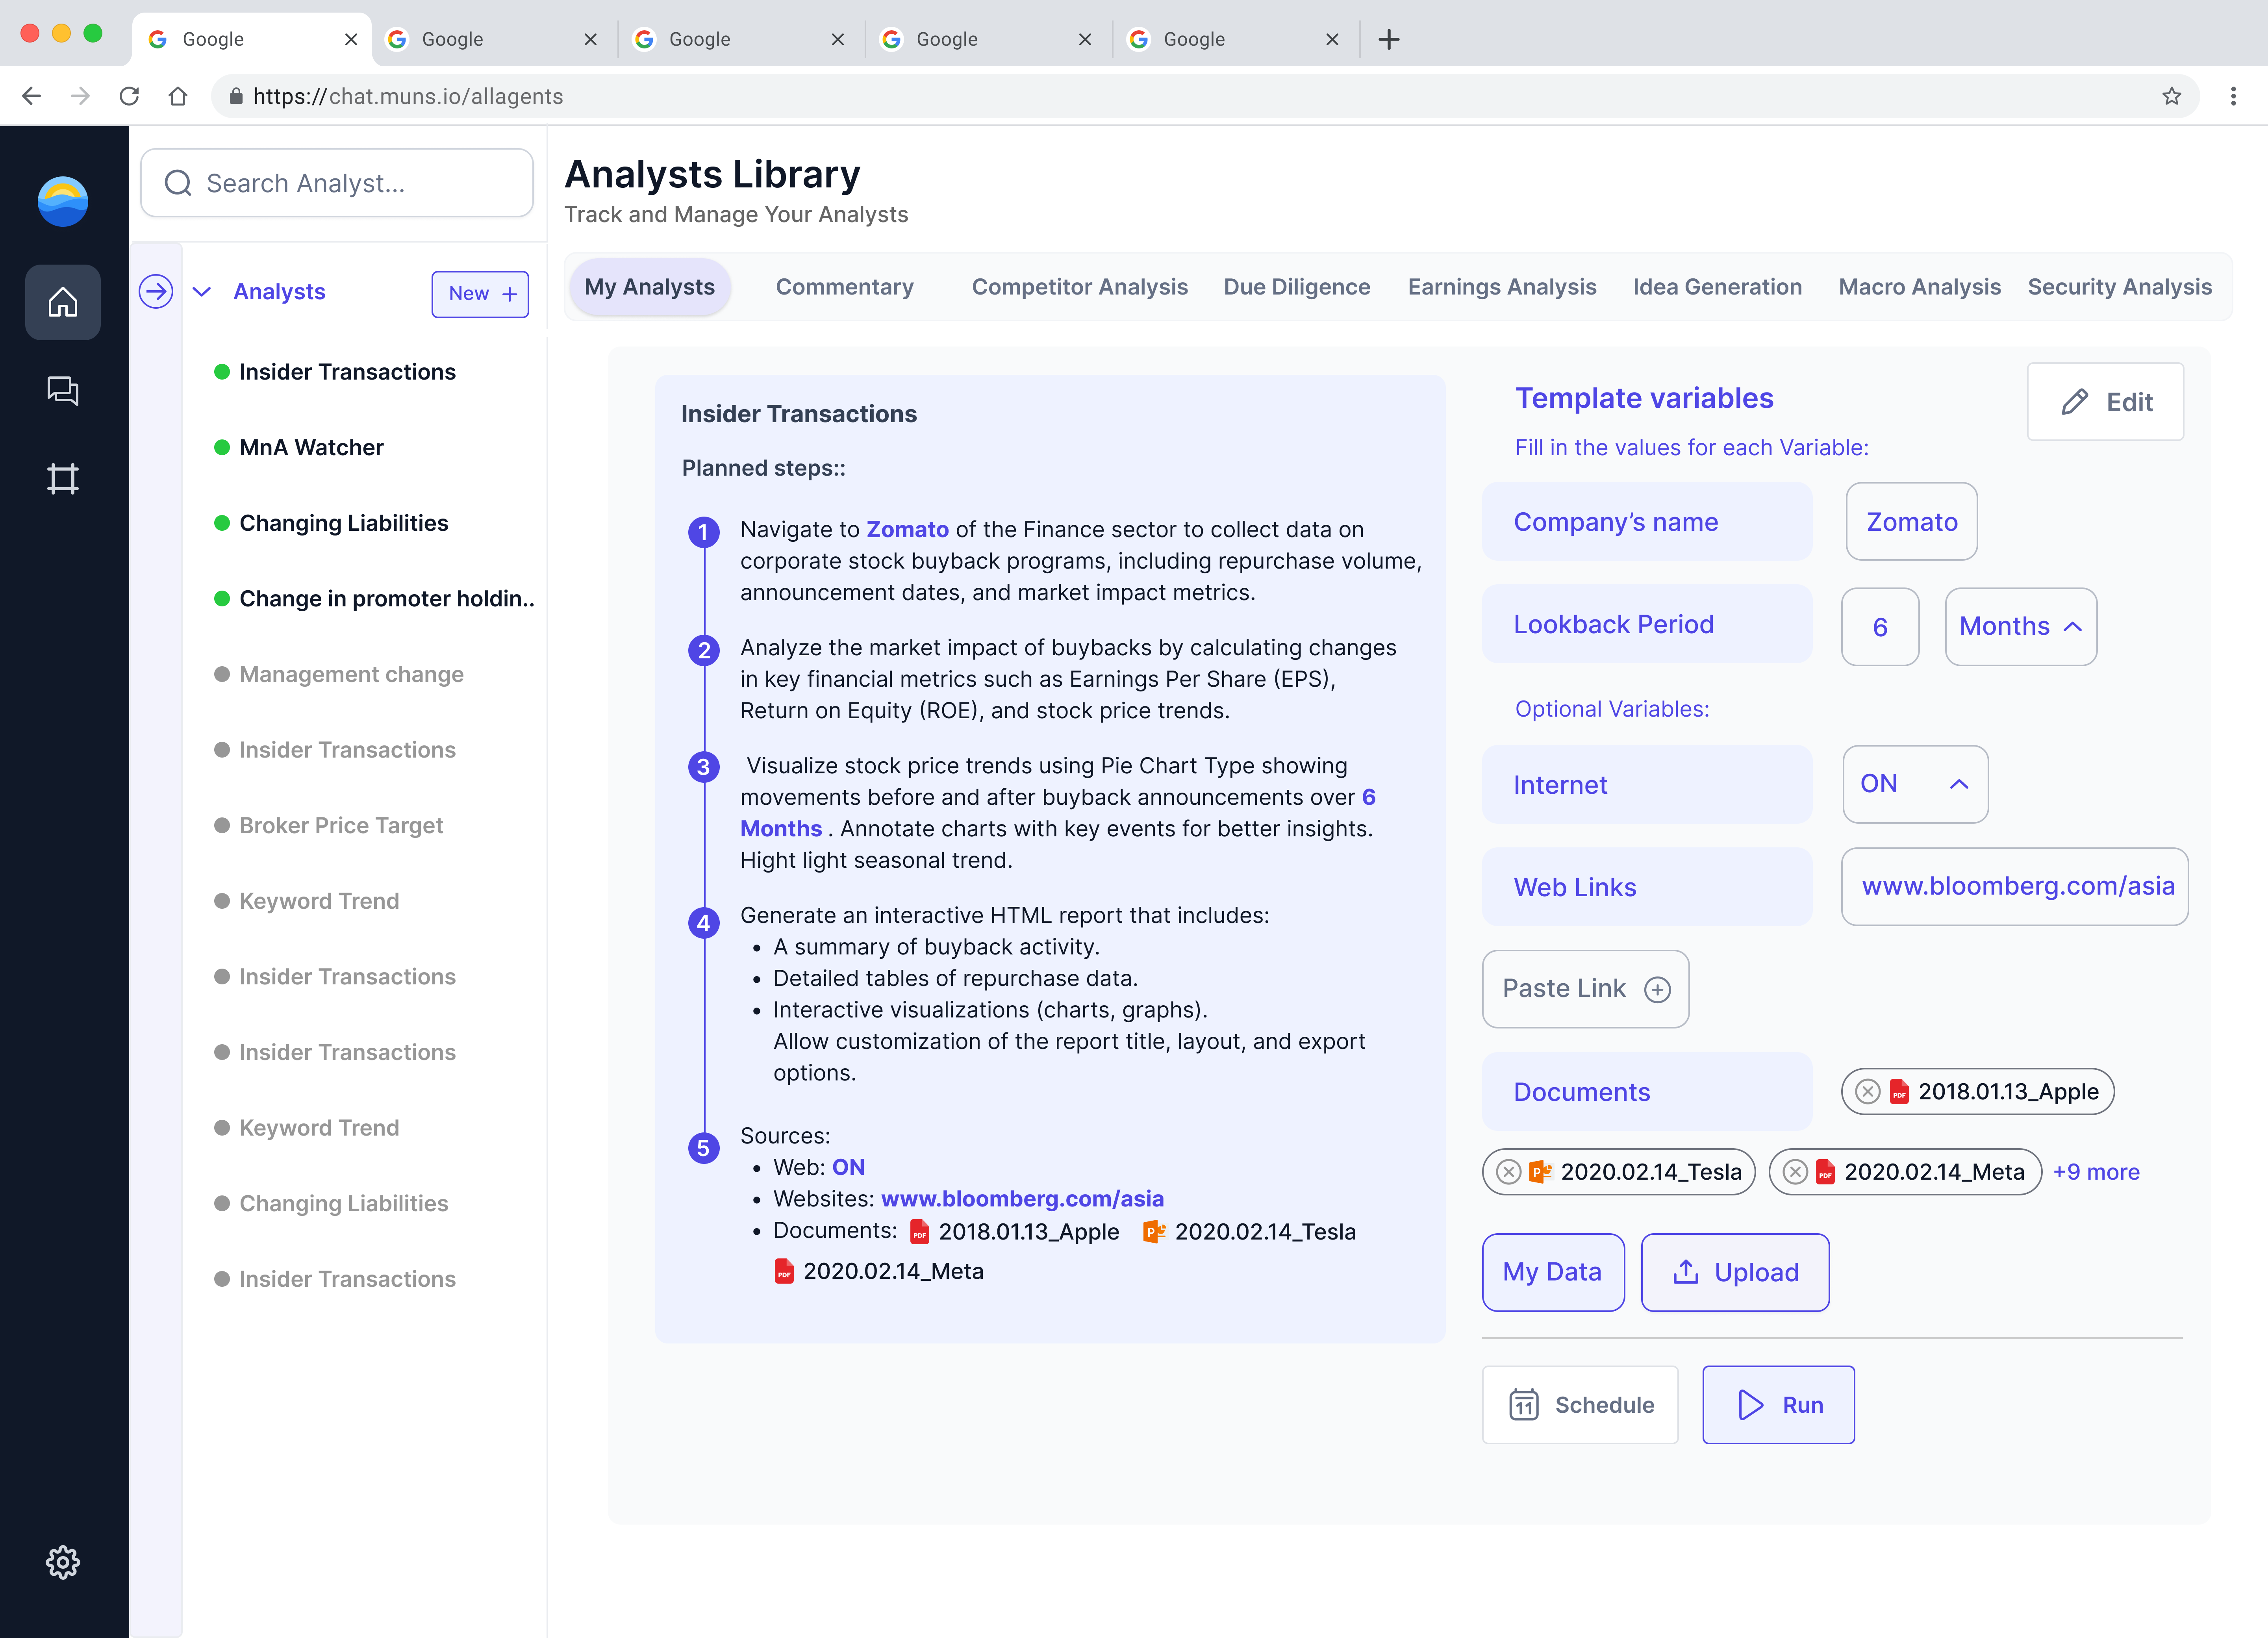 Google
Google
Google
Google
Google
https://chat.muns.io/allagents
Search Analyst...
Analysts
New +
Insider Transactions
MnA Watcher
Changing Liabilities
Change in promoter holdin..
Management change
Insider Transactions
Broker Price Target
Keyword Trend
Insider Transactions
Insider Transactions
Keyword Trend
Changing Liabilities
Insider Transactions
Analysts Library
Track and Manage Your Analysts
My Analysts
Commentary
Competitor Analysis
Due Diligence
Earnings Analysis
Idea Generation
Macro Analysis
Security Analysis
Insider Transactions
Planned steps::
1 Navigate to Zomato of the Finance sector to collect data on
corporate stock buyback programs, including repurchase volume,
announcement dates, and market impact metrics.
2 Analyze the market impact of buybacks by calculating changes
in key financial metrics such as Earnings Per Share (EPS),
Return on Equity (ROE), and stock price trends.
3 Visualize stock price trends using Pie Chart Type showing
movements before and after buyback announcements over 6
Months . Annotate charts with key events for better insights.
Hight light seasonal trend.
4 Generate an interactive HTML report that includes:
• A summary of buyback activity.
• Detailed tables of repurchase data.
• Interactive visualizations (charts, graphs).
Allow customization of the report title, layout, and export
options.
5 Sources:
• Web: ON
• Websites: www.bloomberg.com/asia
• Documents: PDF 2018.01.13_Apple P 2020.02.14_Tesla
PDF 2020.02.14_Meta
Template variables
Edit
Fill in the values for each Variable:
Company’s name
Zomato
Lookback Period
6
Months
Optional Variables:
Internet
ON
Web Links
www.bloomberg.com/asia
Paste Link
Documents
PDF 2018.01.13_Apple
P 2020.02.14_Tesla
PDF 2020.02.14_Meta
+9 more
My Data
Upload
11 Schedule
Run